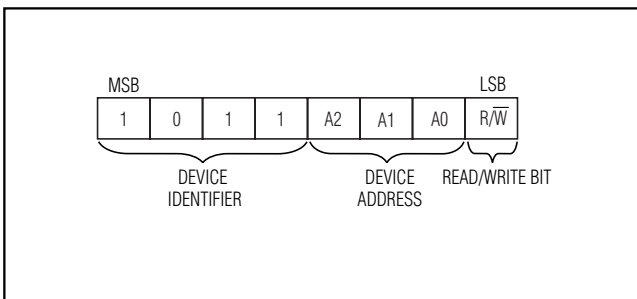 MSB LSB
1 0 1 1 A2 A1 A0 R/W̅
DEVICE IDENTIFIER
DEVICE ADDRESS
READ/WRITE BIT